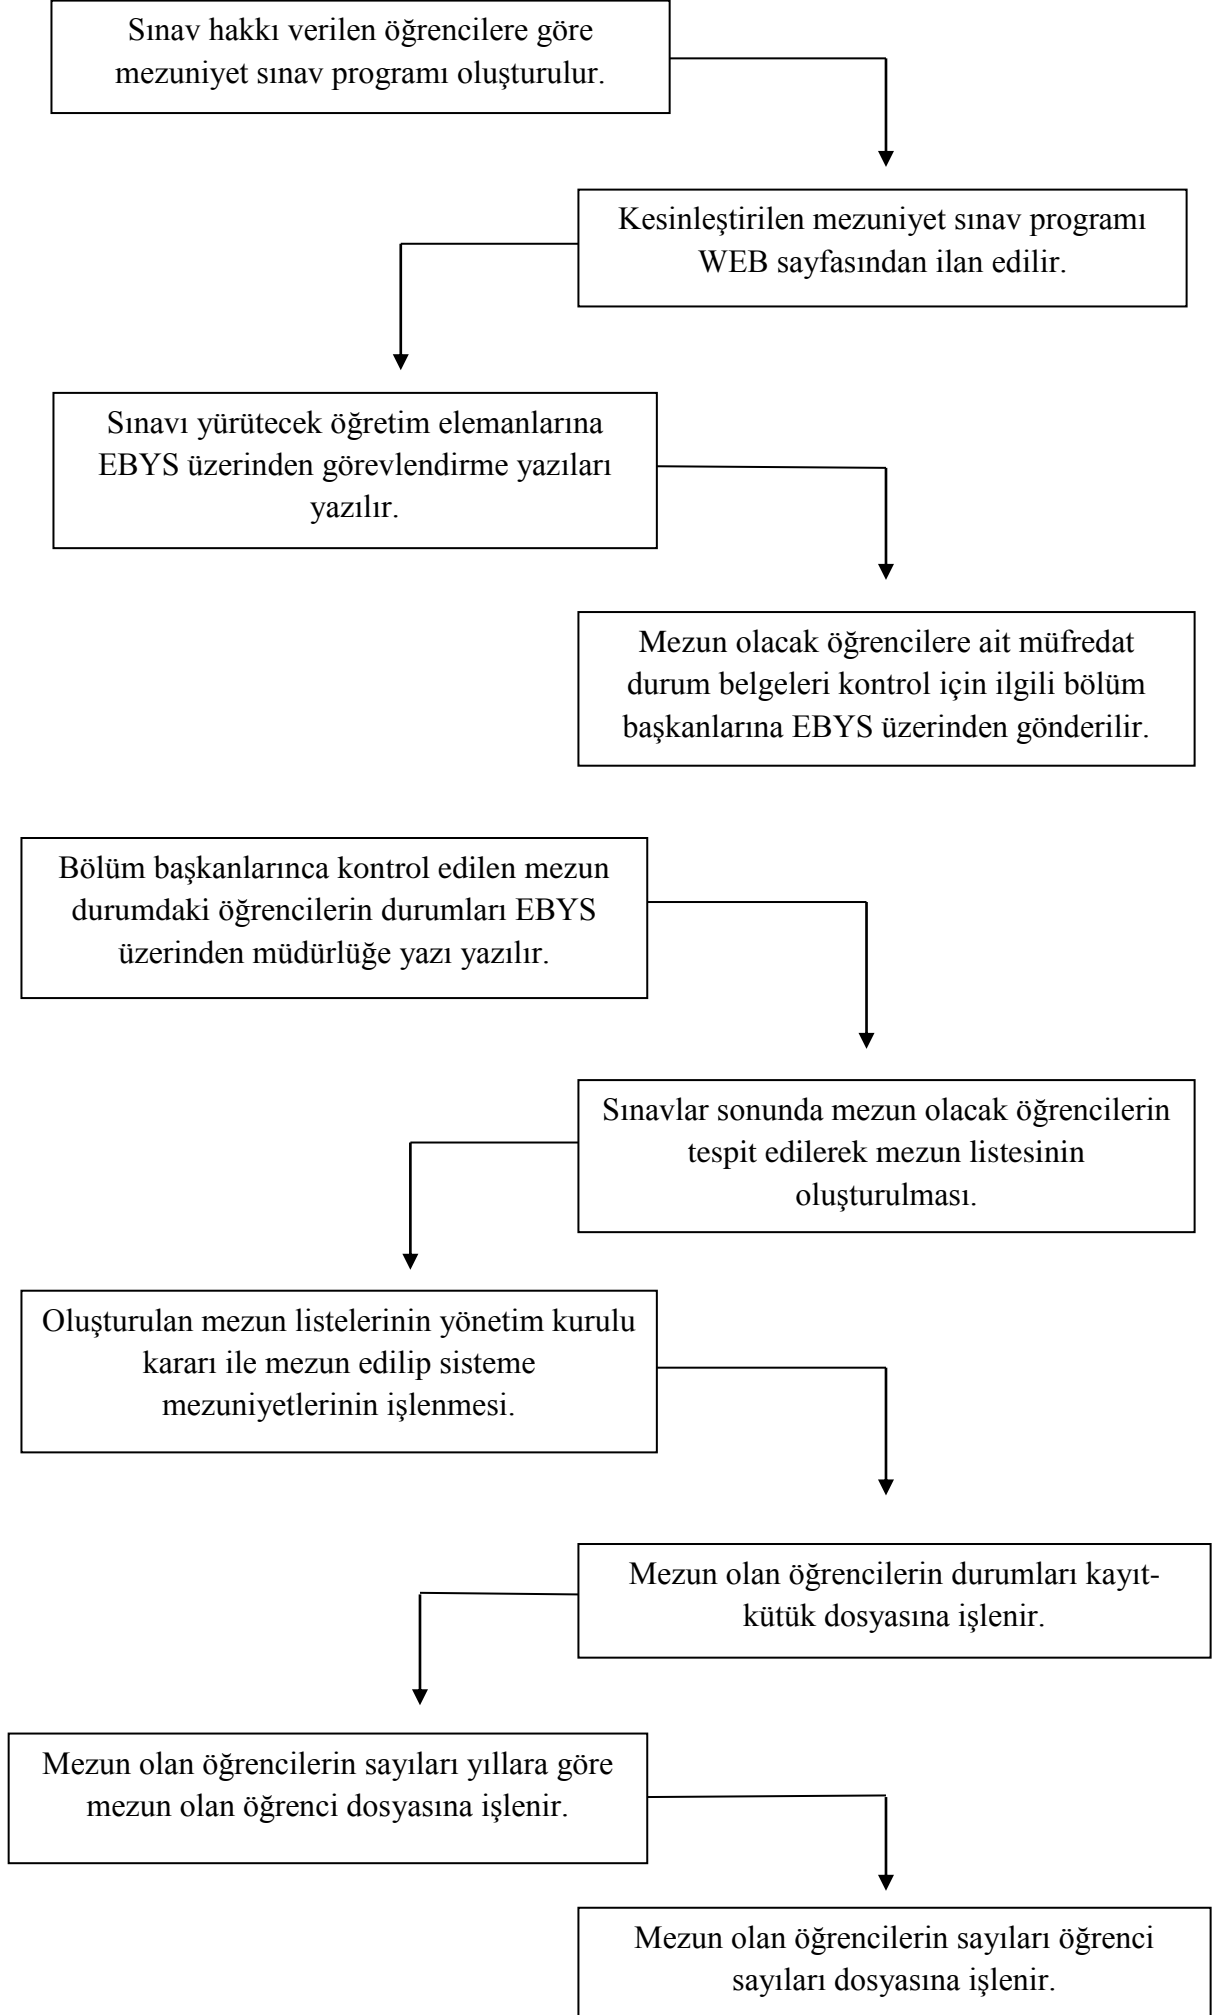 Sınav hakkı verilen öğrencilere göre
mezuniyet sınav programı oluşturulur.
Kesinleştirilen mezuniyet sınav programı
WEB sayfasından ilan edilir.
Sınavı yürütecek öğretim elemanlarına
EBYS üzerinden görevlendirme yazıları
yazılır.
Mezun olacak öğrencilere ait müfredat
durum belgeleri kontrol için ilgili bölüm
başkanlarına EBYS üzerinden gönderilir.
Bölüm başkanlarınca kontrol edilen mezun
durumdaki öğrencilerin durumları EBYS
üzerinden müdürlüğe yazı yazılır.
Sınavlar sonunda mezun olacak öğrencilerin
tespit edilerek mezun listesinin
oluşturulması.
Oluşturulan mezun listelerinin yönetim kurulu
kararı ile mezun edilip sisteme
mezuniyetlerinin işlenmesi.
Mezun olan öğrencilerin durumları kayıt-
kütük dosyasına işlenir.
Mezun olan öğrencilerin sayıları yıllara göre
mezun olan öğrenci dosyasına işlenir.
Mezun olan öğrencilerin sayıları öğrenci
sayıları dosyasına işlenir.